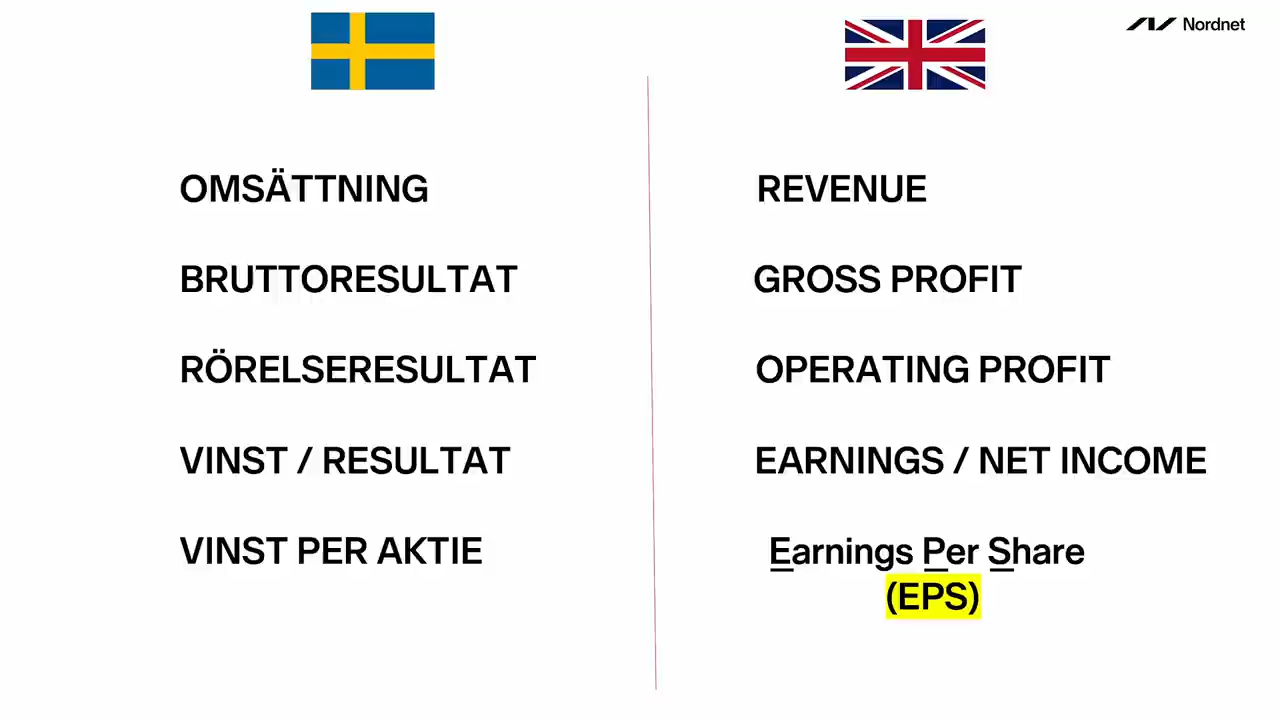 Nordnet
OMSÄTTNING
REVENUE
BRUTTORESULTAT
GROSS PROFIT
RÖRELSERESULTAT
OPERATING PROFIT
VINST / RESULTAT
EARNINGS / NET INCOME
VINST PER AKTIE
Earnings Per Share
(EPS)